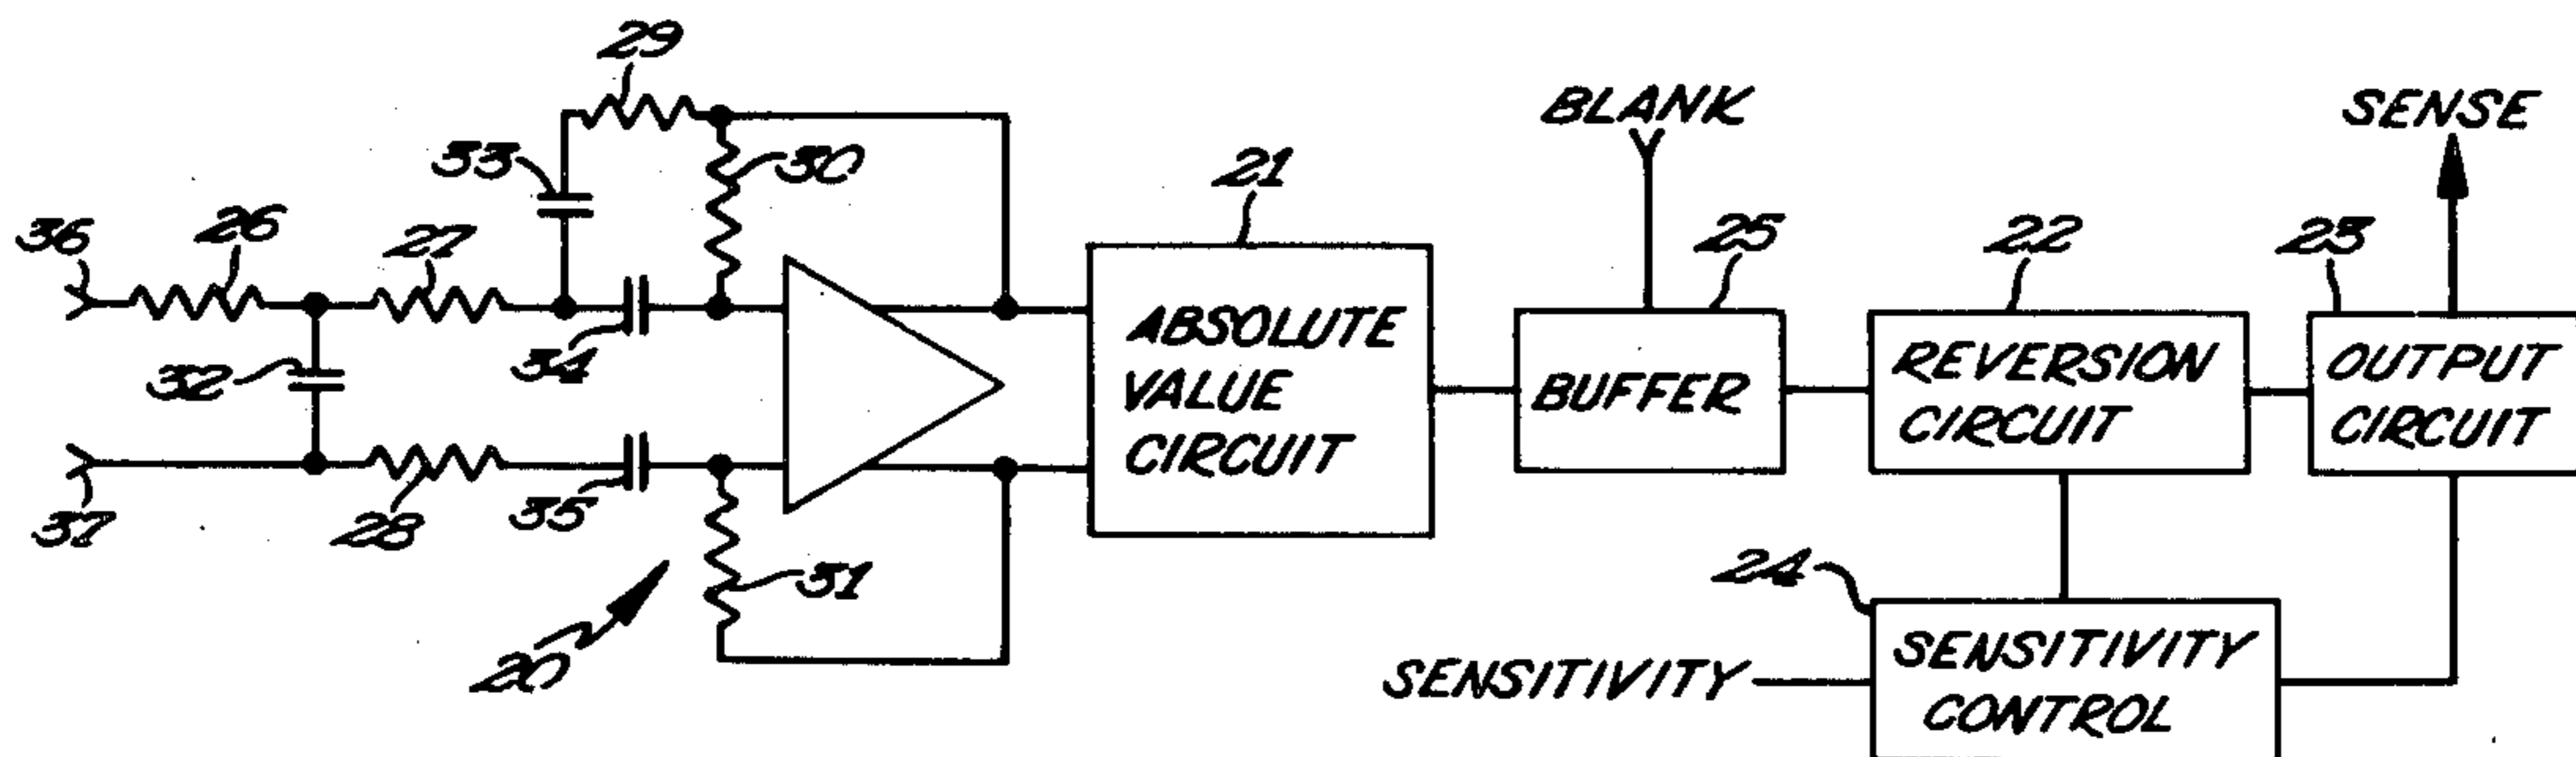 29
BLANK
SENSE
33
30
21
36
26
27
25
22
23
ABSOLUTE
VALUE
CIRCUIT
32
34
BUFFER
REVERSION
CIRCUIT
OUTPUT
CIRCUIT
37
28
35
31
20
24
SENSITIVITY
SENSITIVITY
CONTROL